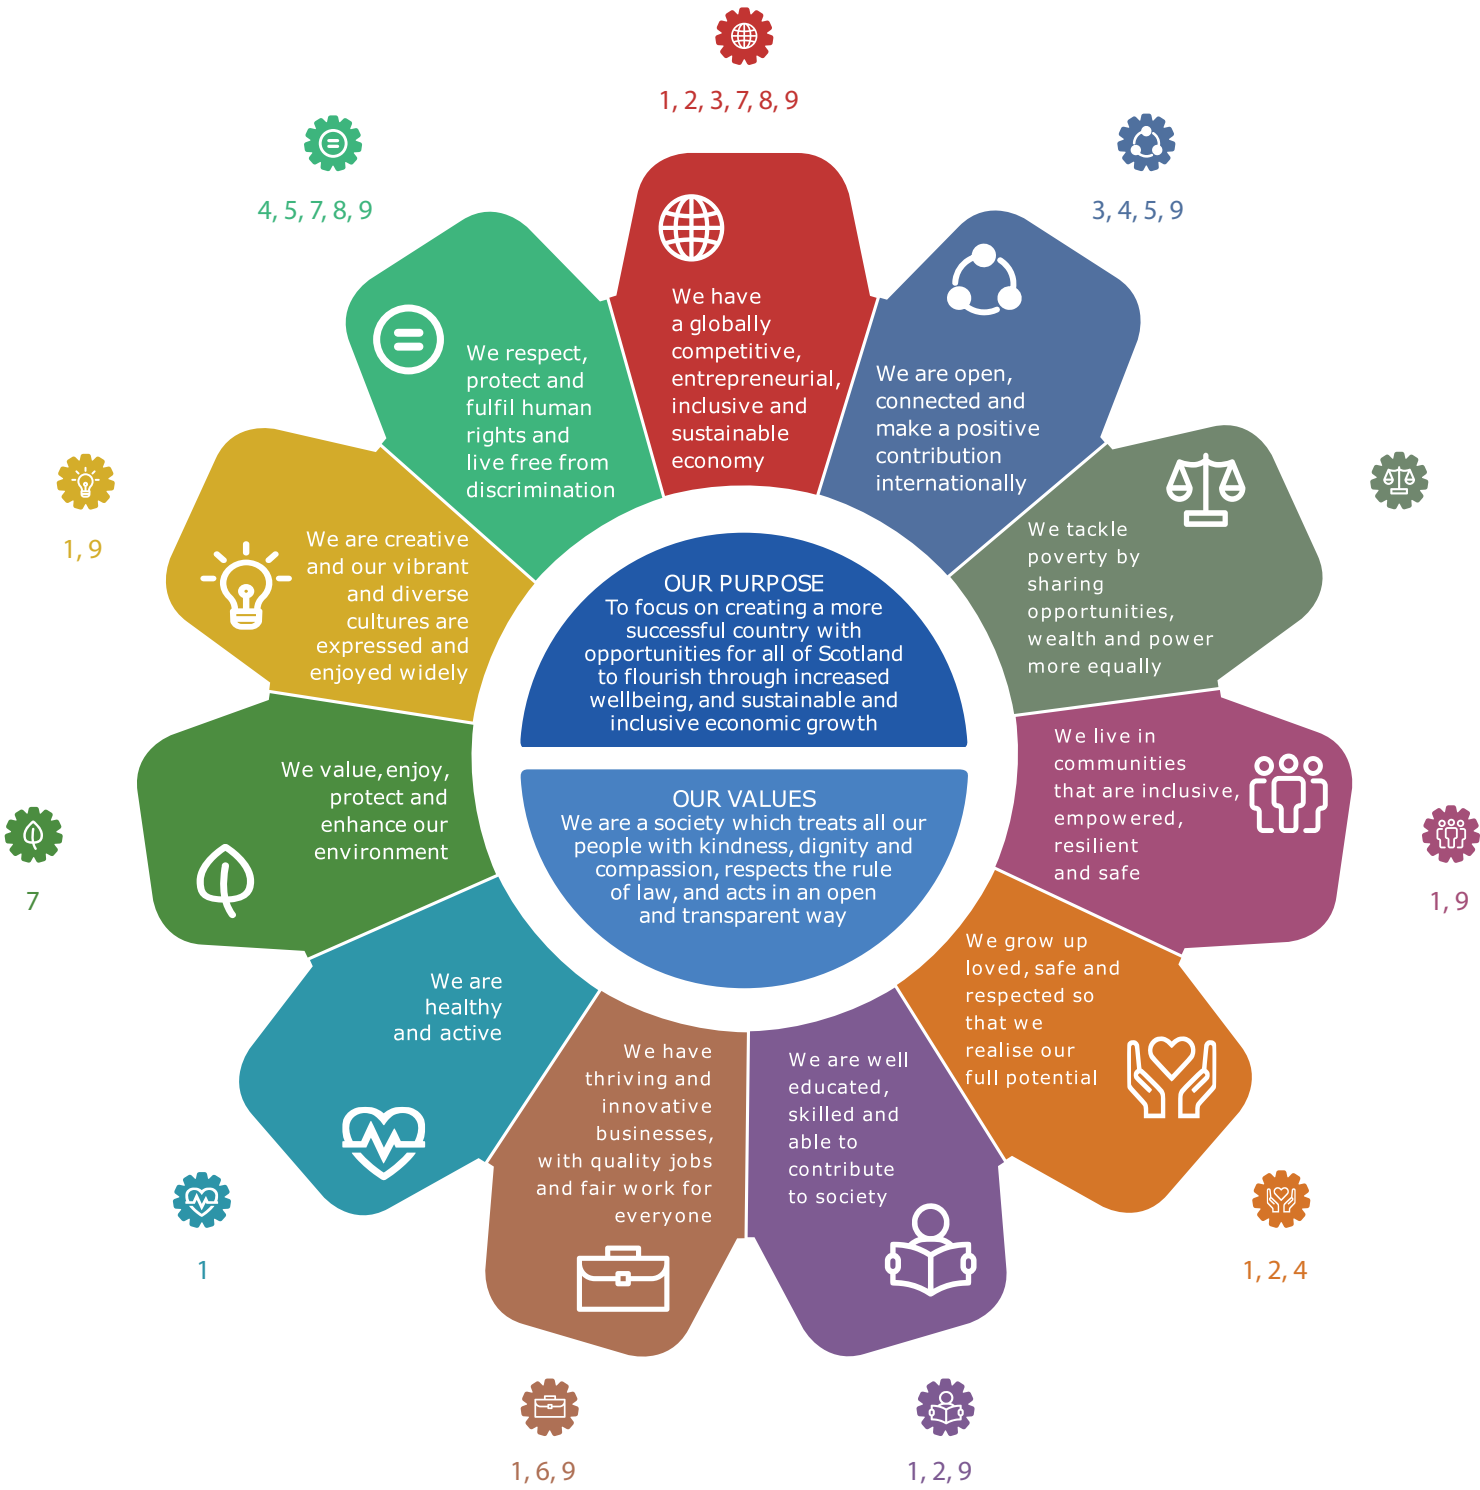 1, 2, 3, 7, 8, 9
4, 5, 7, 8, 9
3, 4, 5, 9
We have
a globally
competitive,
entrepreneurial,
inclusive and
sustainable
economy
We respect,
protect and
fulfil human
rights and
live free from
discrimination
We are open,
connected and
make a positive
contribution
internationally
1, 9
We are creative
and our vibrant
and diverse
cultures are
expressed and
enjoyed widely
We tackle
poverty by
sharing
opportunities,
wealth and power
more equally
OUR PURPOSE
To focus on creating a more
successful country with
opportunities for all of Scotland
to flourish through increased
wellbeing, and sustainable and
inclusive economic growth
We value, enjoy,
protect and
enhance our
environment
7
OUR VALUES
We are a society which treats all our
people with kindness, dignity and
compassion, respects the rule
of law, and acts in an open
and transparent way
We live in
communities
that are inclusive,
empowered,
resilient
and safe
1, 9
We are
healthy
and active
1
We grow up
loved, safe and
respected so
that we
realise our
full potential
1, 2, 4
We have
thriving and
innovative
businesses,
with quality jobs
and fair work for
everyone
1, 6, 9
We are well
educated,
skilled and
able to
contribute
to society
1, 2, 9